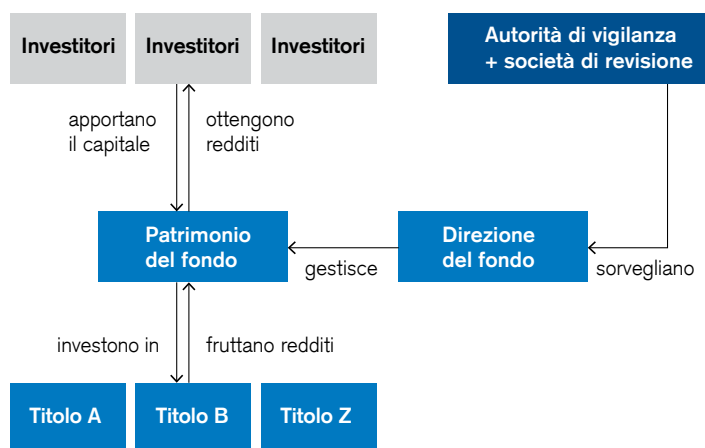 Investitori
Investitori
Investitori
Autorità di vigilanza
+ società di revisione
apportano
il capitale
ottengono
redditi
Patrimonio
del fondo
gestisce
Direzione
del fondo
sorvegliano
investono in
fruttano redditi
Titolo A
Titolo B
Titolo Z